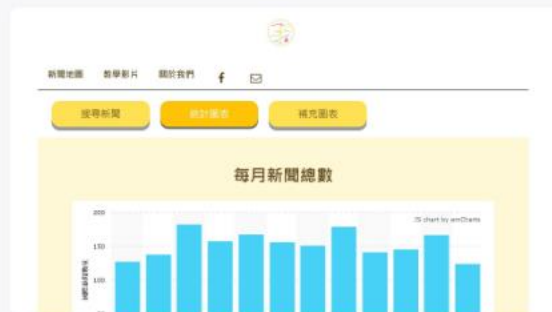 新聞地圖 教學影片 關於我們 f
搜尋新聞 統計圖表 補充圖表
每月新聞總數
200
JS chart by amCharts
150
100